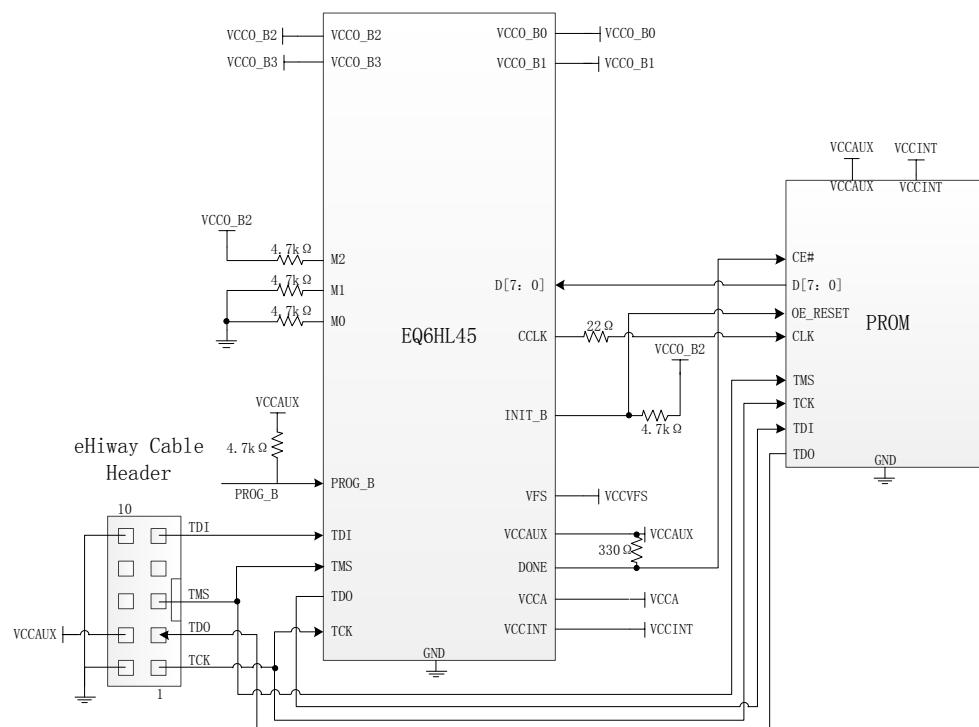 VCCO_B2
VCCO_B2
VCCO_B0
VCCO_B0
VCCO_B3
VCCO_B3
VCCO_B1
VCCO_B1
VCCAUX
VCCINT
VCCAUX
VCCINT
VCCO_B2
4.7kΩ
M2
CE#
4.7kΩ
M1
D[7: 0]
D[7: 0]
4.7kΩ
M0
OE_RESET
PROM
EQ6HL45
CCLK
22Ω
CLK
VCCO_B2
TMS
VCCAUX
TCK
INIT_B
4.7kΩ
TDI
4.7kΩ
TDO
eHiway Cable
Header
GND
PROG_B
PROG_B
VFS
VCCVFS
10
TDI
TDI
VCCAUX
VCCAUX
330Ω
TMS
DONE
TMS
TDO
VCCA
VCCA
VCCAUX
TDO
TCK
VCCINT
VCCINT
TCK
GND
1